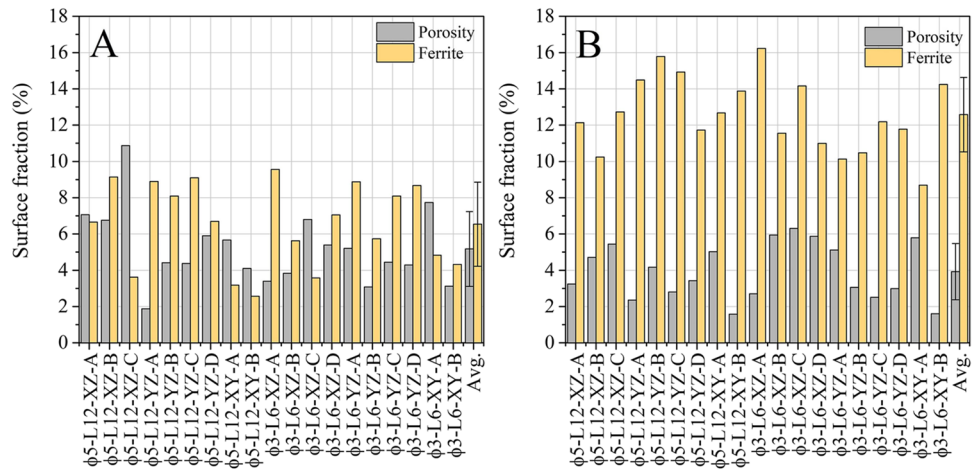 A
Porosity
Ferrite
Surface fraction (%)
18
16
14
12
10
8
6
4
2
0
ϕ5-L12-XZ-A
ϕ5-L12-XZ-B
ϕ5-L12-XZ-C
ϕ5-L12-YZ-A
ϕ5-L12-YZ-B
ϕ5-L12-YZ-C
ϕ5-L12-YZ-D
ϕ5-L12-XY-A
ϕ5-L12-XY-B
ϕ3-L6-XZ-A
ϕ3-L6-XZ-B
ϕ3-L6-XZ-C
ϕ3-L6-XZ-D
ϕ3-L6-YZ-A
ϕ3-L6-YZ-B
ϕ3-L6-YZ-C
ϕ3-L6-YZ-D
ϕ3-L6-XY-A
ϕ3-L6-XY-B
Avg.
B
Porosity
Ferrite
Surface fraction (%)
18
16
14
12
10
8
6
4
2
0
ϕ5-L12-XZ-A
ϕ5-L12-XZ-B
ϕ5-L12-XZ-C
ϕ5-L12-YZ-A
ϕ5-L12-YZ-B
ϕ5-L12-YZ-C
ϕ5-L12-YZ-D
ϕ5-L12-XY-A
ϕ5-L12-XY-B
ϕ3-L6-XZ-A
ϕ3-L6-XZ-B
ϕ3-L6-XZ-C
ϕ3-L6-XZ-D
ϕ3-L6-YZ-A
ϕ3-L6-YZ-B
ϕ3-L6-YZ-C
ϕ3-L6-YZ-D
ϕ3-L6-XY-A
ϕ3-L6-XY-B
Avg.